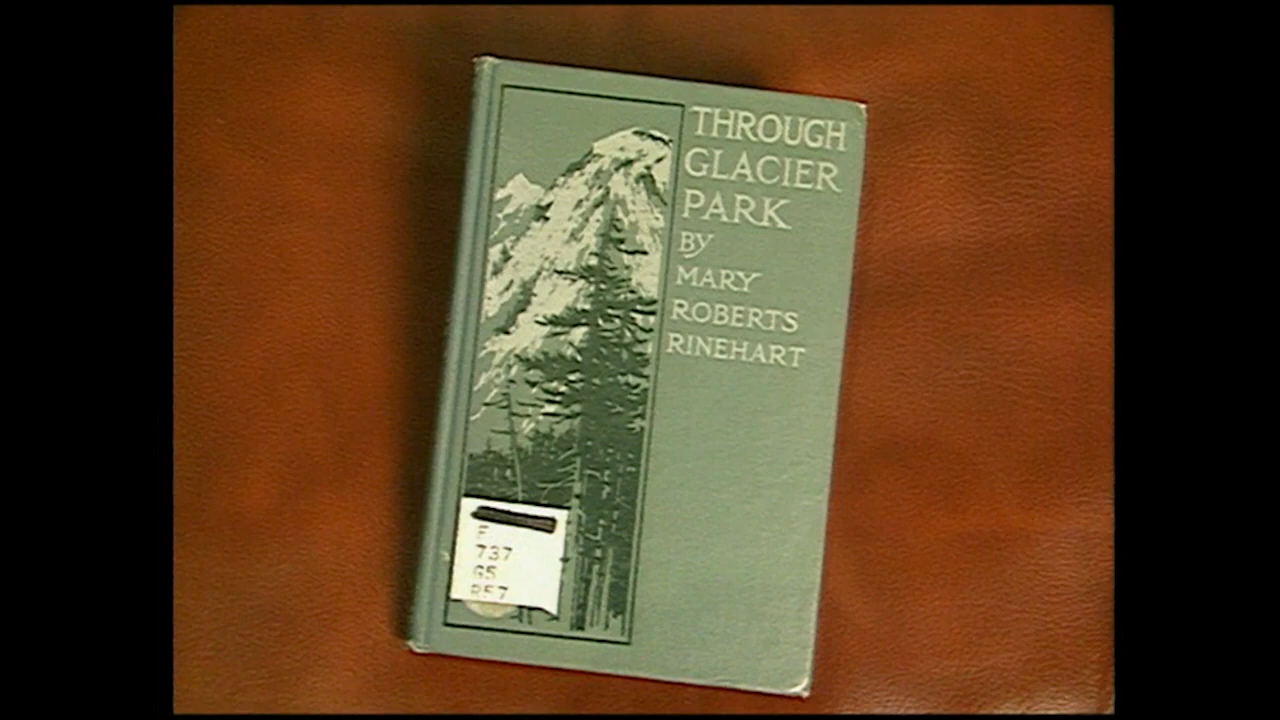 THROUGH
GLACIER
PARK
BY
MARY
ROBERTS
RINEHART
F
737
G5
R57